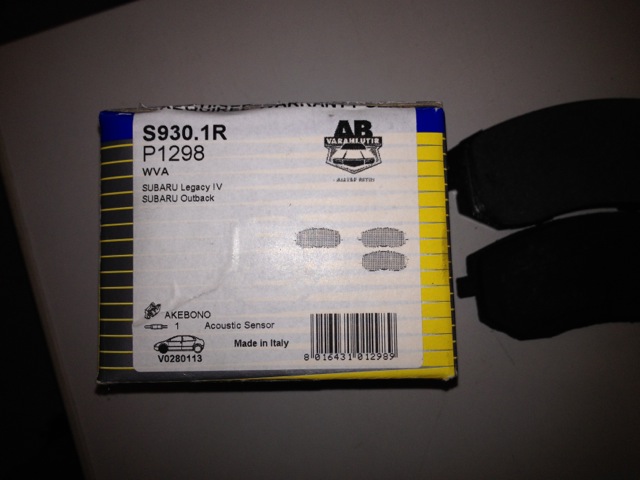 S930.1R
P1298
WVA
SUBARU Legacy IV
SUBARU Outback
AB
VARAHLUTIR
AKEBONO
1 Acoustic Sensor
Made in Italy
V0280113
8 016431 012989